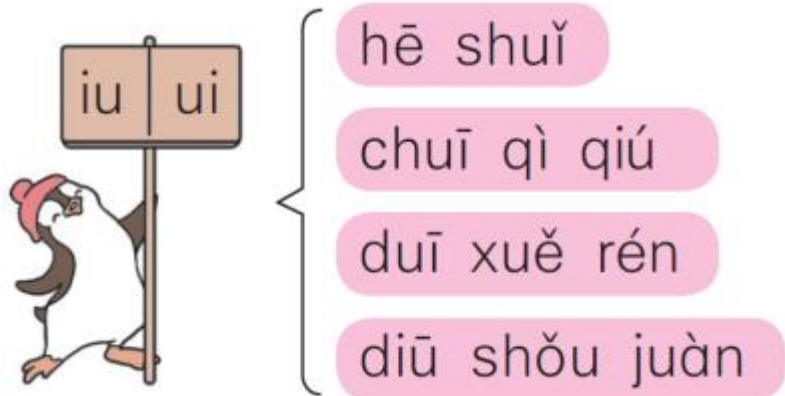 iu ui
hē shuǐ
chuī qì qiú
duī xuě rén
diū shǒu juàn